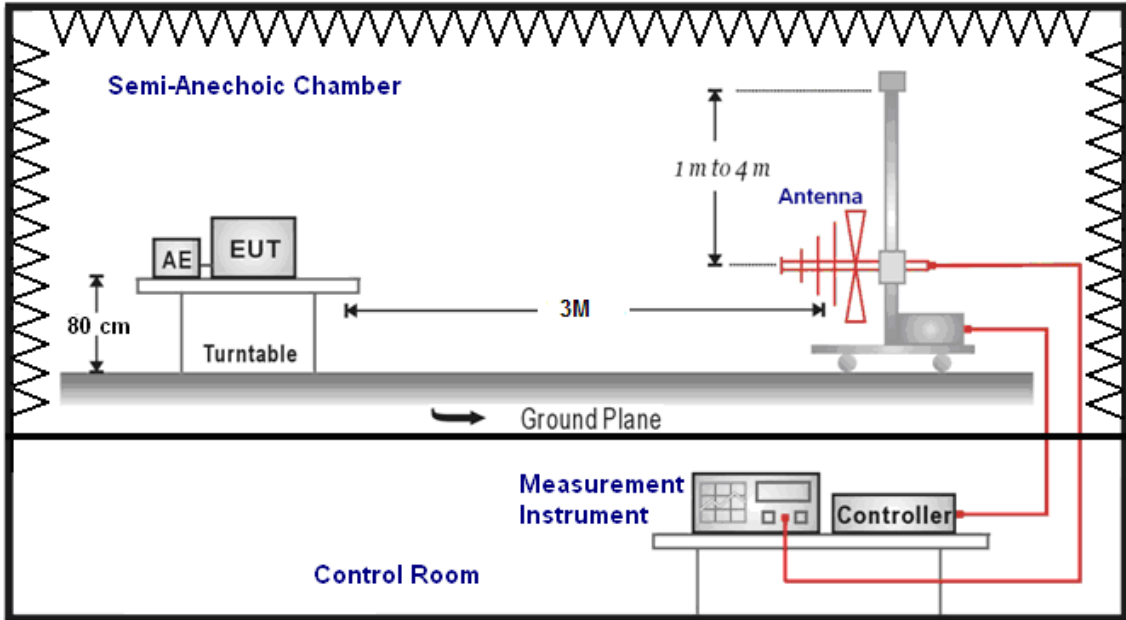 Semi-Anechoic Chamber
1 m to 4 m
Antenna
AE
EUT
80 cm
3M
Turntable
Ground Plane
Measurement
Instrument
Controller
Control Room